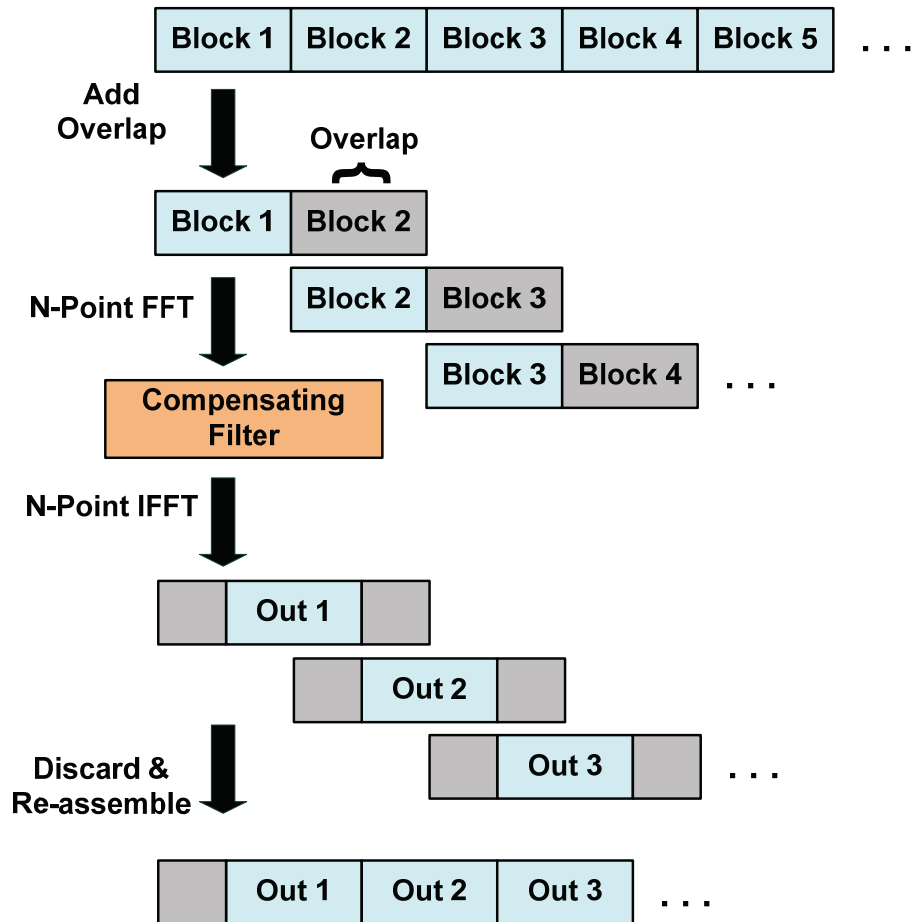 Block 1 Block 2 Block 3 Block 4 Block 5 . . .
Add
Overlap
Overlap
Block 1 Block 2
Block 2 Block 3
N-Point FFT
Block 3 Block 4 . . .
Compensating
Filter
N-Point IFFT
Out 1
Out 2
Out 3 . . .
Discard &
Re-assemble
Out 1 Out 2 Out 3 . . .